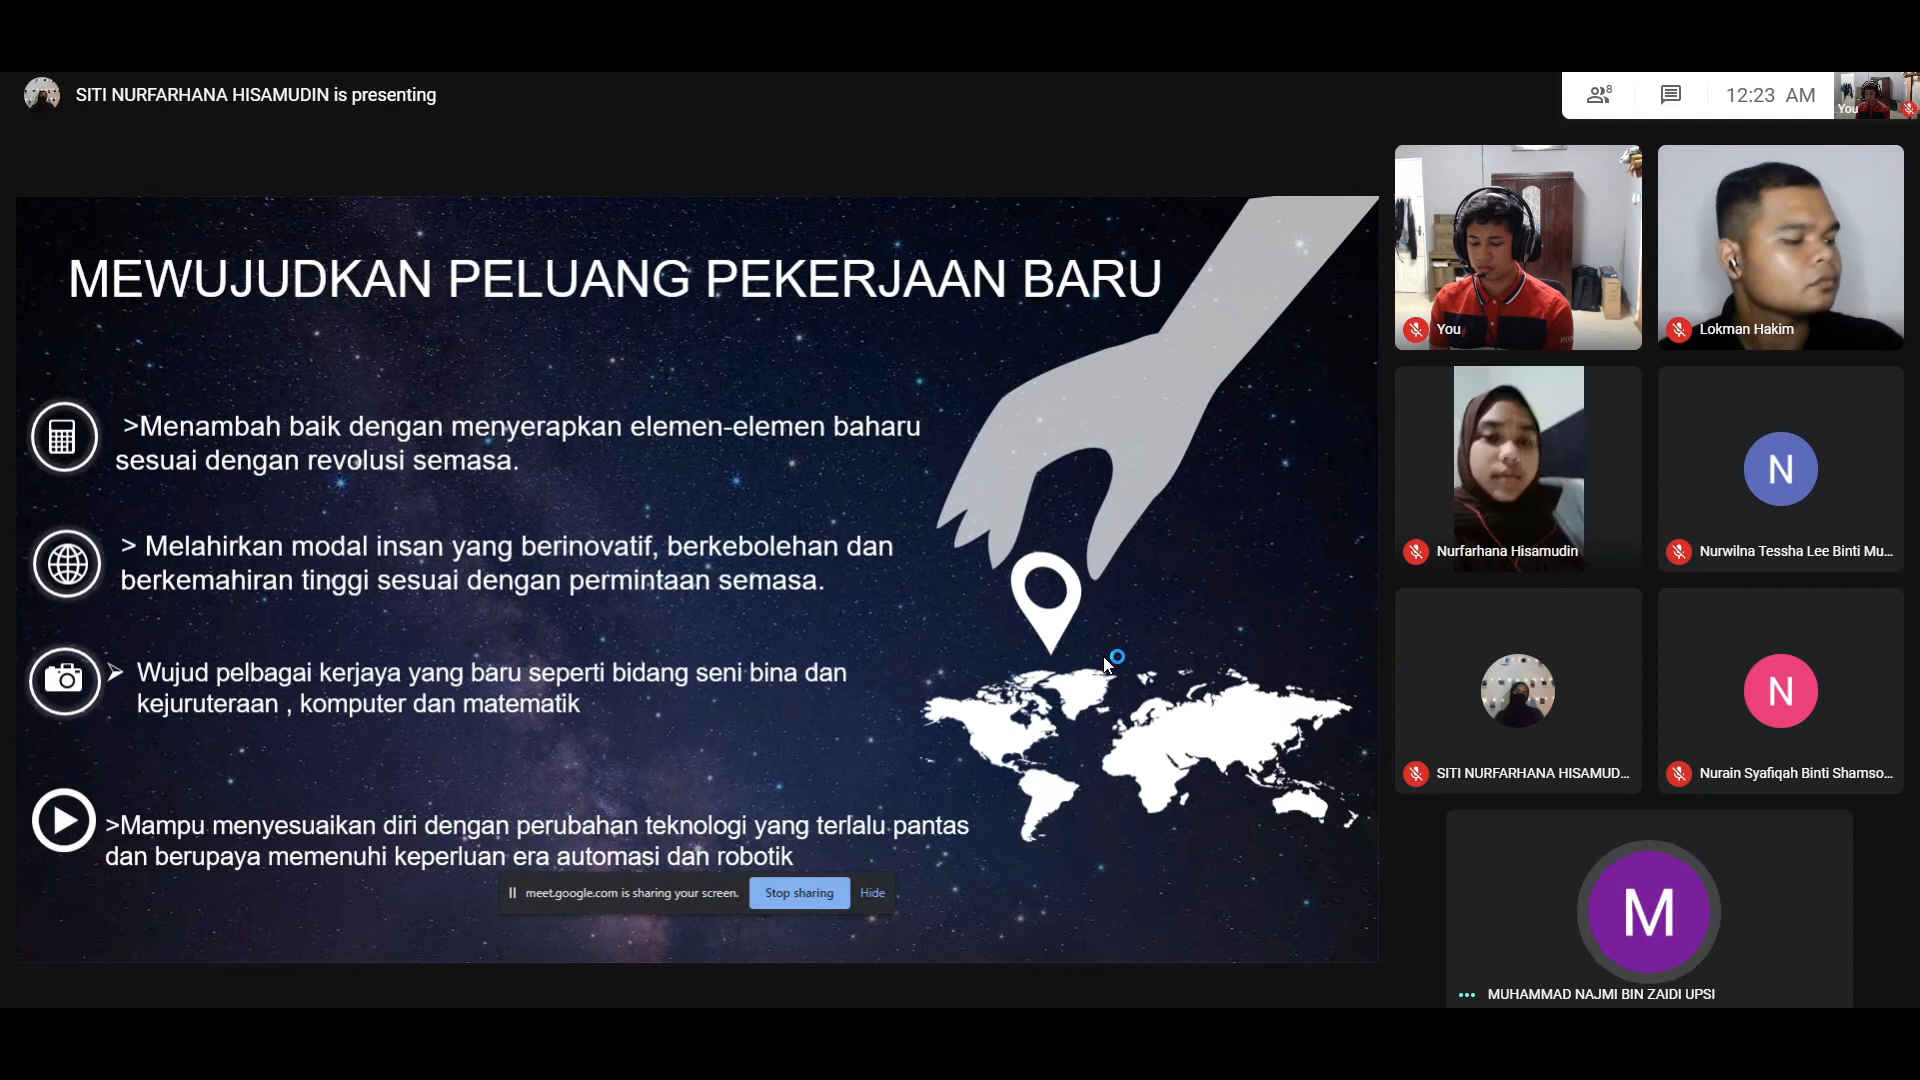 SITI NURFARHANA HISAMUDIN is presenting
8
12:23 AM
You
MEWUJUDKAN PELUANG PEKERJAAN BARU
>Menambah baik dengan menyerapkan elemen-elemen baharu
sesuai dengan revolusi semasa.
> Melahirkan modal insan yang berinovatif, berkebolehan dan
berkemahiran tinggi sesuai dengan permintaan semasa.
➢ Wujud pelbagai kerjaya yang baru seperti bidang seni bina dan
kejuruteraan , komputer dan matematik
>Mampu menyesuaikan diri dengan perubahan teknologi yang terlalu pantas
dan berupaya memenuhi keperluan era automasi dan robotik
meet.google.com is sharing your screen.
Stop sharing
Hide
You
Lokman Hakim
Nurfarhana Hisamudin
N
Nurwilna Tessha Lee Binti Mu...
SITI NURFARHANA HISAMUD...
N
Nurain Syafiqah Binti Shamso...
M
MUHAMMAD NAJMI BIN ZAIDI UPSI